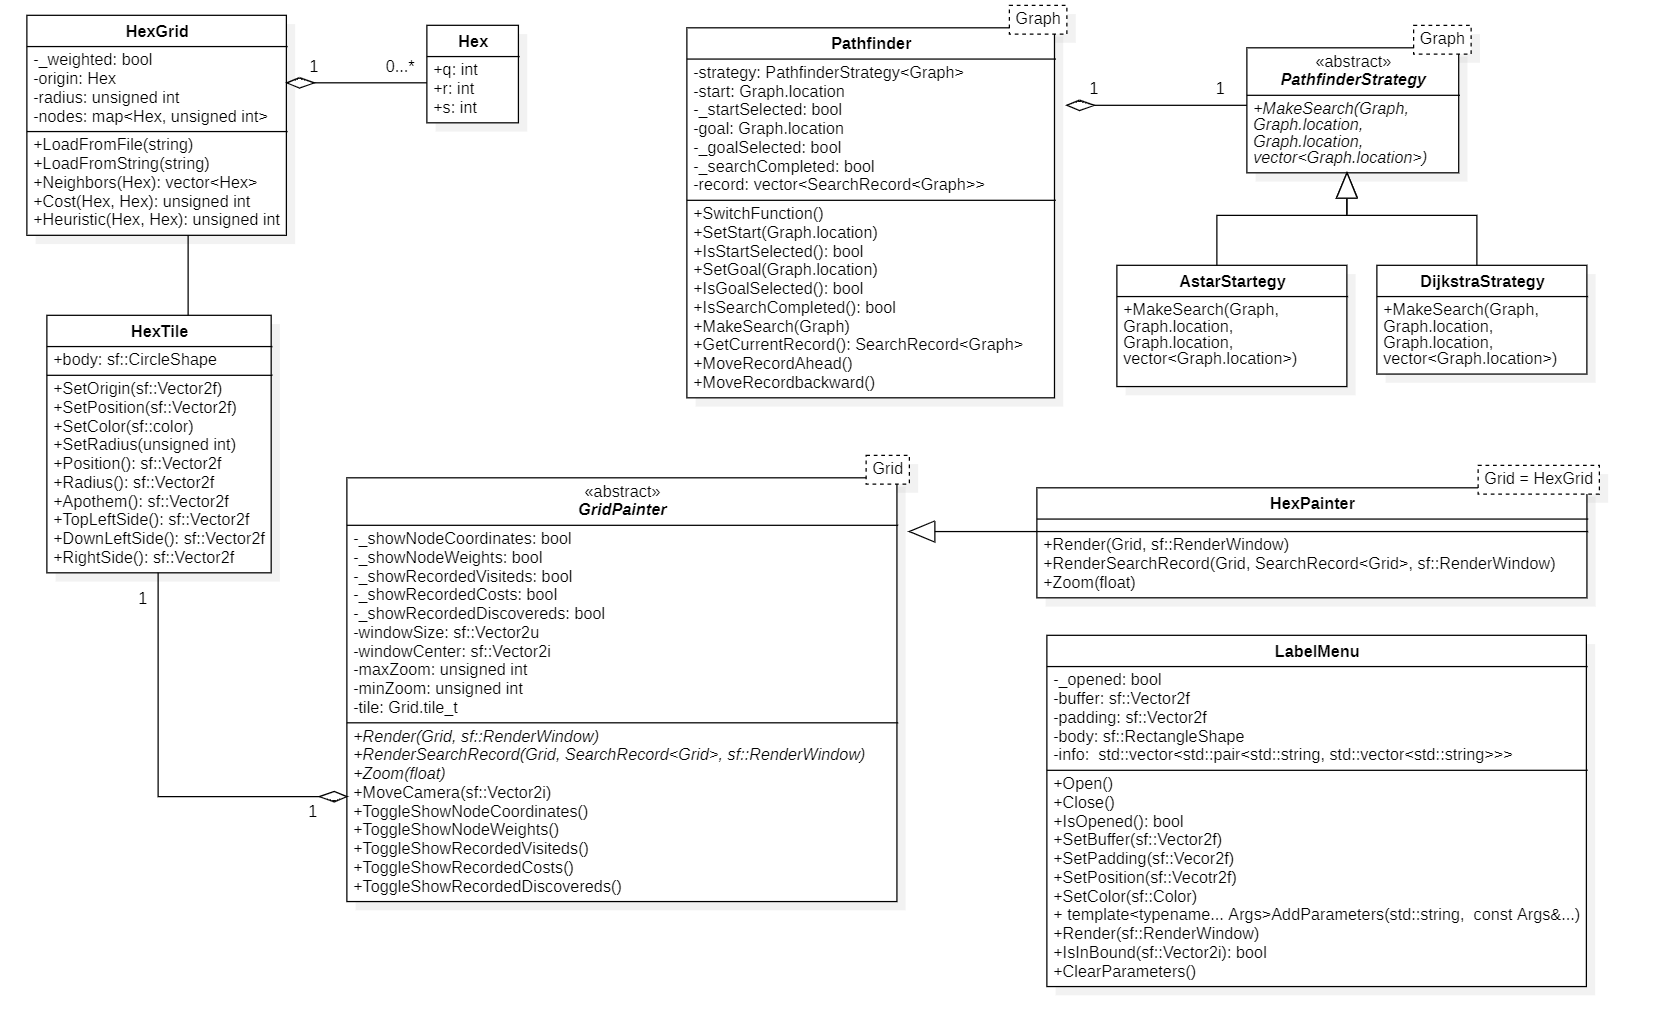 HexGrid
-_weighted: bool
-origin: Hex
-radius: unsigned int
-nodes: map<Hex, unsigned int>
+LoadFromFile(string)
+LoadFromString(string)
+Neighbors(Hex): vector<Hex>
+Cost(Hex, Hex): unsigned int
+Heuristic(Hex, Hex): unsigned int
1
0...*
Hex
+q: int
+r: int
+s: int
Graph
Pathfinder
-strategy: PathfinderStrategy<Graph>
-start: Graph.location
-_startSelected: bool
-goal: Graph.location
-_goalSelected: bool
-_searchCompleted: bool
-record: vector<SearchRecord<Graph>>
+SwitchFunction()
+SetStart(Graph.location)
+IsStartSelected(): bool
+SetGoal(Graph.location)
+IsGoalSelected(): bool
+IsSearchCompleted(): bool
+MakeSearch(Graph)
+GetCurrentRecord(): SearchRecord<Graph>
+MoveRecordAhead()
+MoveRecordbackward()
1
1
Graph
«abstract»
PathfinderStrategy
+MakeSearch(Graph,
Graph.location,
Graph.location,
vector<Graph.location>)
AstarStartegy
+MakeSearch(Graph,
Graph.location,
Graph.location,
vector<Graph.location>)
DijkstraStrategy
+MakeSearch(Graph,
Graph.location,
Graph.location,
vector<Graph.location>)
HexTile
+body: sf::CircleShape
+SetOrigin(sf::Vector2f)
+SetPosition(sf::Vector2f)
+SetColor(sf::color)
+SetRadius(unsigned int)
+Position(): sf::Vector2f
+Radius(): sf::Vector2f
+Apothem(): sf::Vector2f
+TopLeftSide(): sf::Vector2f
+DownLeftSide(): sf::Vector2f
+RightSide(): sf::Vector2f
1
1
Grid
«abstract»
GridPainter
-_showNodeCoordinates: bool
-_showNodeWeights: bool
-_showRecordedVisiteds: bool
-_showRecordedCosts: bool
-_showRecordedDiscovereds: bool
-windowSize: sf::Vector2u
-windowCenter: sf::Vector2i
-maxZoom: unsigned int
-minZoom: unsigned int
-tile: Grid.tile_t
+Render(Grid, sf::RenderWindow)
+RenderSearchRecord(Grid, SearchRecord<Grid>, sf::RenderWindow)
+Zoom(float)
+MoveCamera(sf::Vector2i)
+ToggleShowNodeCoordinates()
+ToggleShowNodeWeights()
+ToggleShowRecordedVisiteds()
+ToggleShowRecordedCosts()
+ToggleShowRecordedDiscovereds()
Grid = HexGrid
HexPainter
+Render(Grid, sf::RenderWindow)
+RenderSearchRecord(Grid, SearchRecord<Grid>, sf::RenderWindow)
+Zoom(float)
LabelMenu
-_opened: bool
-buffer: sf::Vector2f
-padding: sf::Vector2f
-body: sf::RectangleShape
-info:  std::vector<std::pair<std::string, std::vector<std::string>>>
+Open()
+Close()
+IsOpened(): bool
+SetBuffer(sf::Vector2f)
+SetPadding(sf::Vecor2f)
+SetPosition(sf::Vecotr2f)
+SetColor(sf::Color)
+ template<typename... Args>AddParameters(std::string,  const Args&...)
+Render(sf::RenderWindow)
+IsInBound(sf::Vector2i): bool
+ClearParameters()